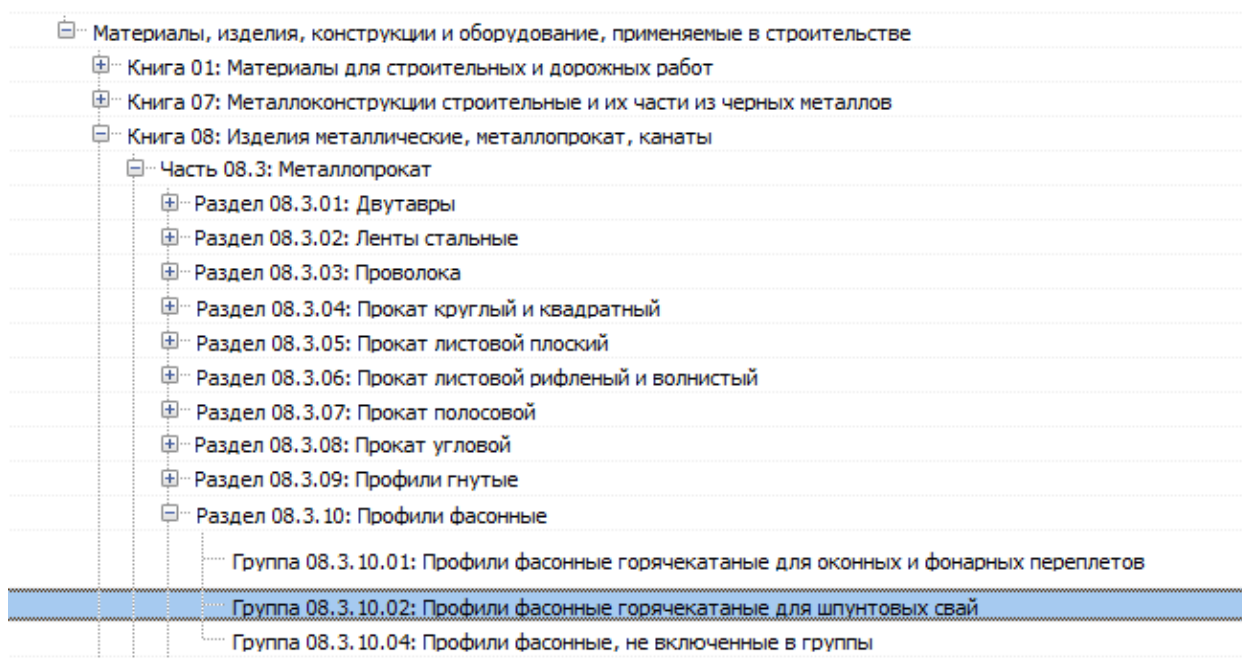 Материалы, изделия, конструкции и оборудование, применяемые в строительстве
Книга 01: Материалы для строительных и дорожных работ
Книга 07: Металлоконструкции строительные и их части из черных металлов
Книга 08: Изделия металлические, металлопрокат, канаты
Часть 08.3: Металлопрокат
Раздел 08.3.01: Двутавры
Раздел 08.3.02: Ленты стальные
Раздел 08.3.03: Проволока
Раздел 08.3.04: Прокат круглый и квадратный
Раздел 08.3.05: Прокат листовой плоский
Раздел 08.3.06: Прокат листовой рифленый и волнистый
Раздел 08.3.07: Прокат полосовой
Раздел 08.3.08: Прокат угловой
Раздел 08.3.09: Профили гнутые
Раздел 08.3.10: Профили фасонные
Группа 08.3.10.01: Профили фасонные горячекатаные для оконных и фонарных переплетов
Группа 08.3.10.02: Профили фасонные горячекатаные для шпунтовых свай
Группа 08.3.10.04: Профили фасонные, не включенные в группы